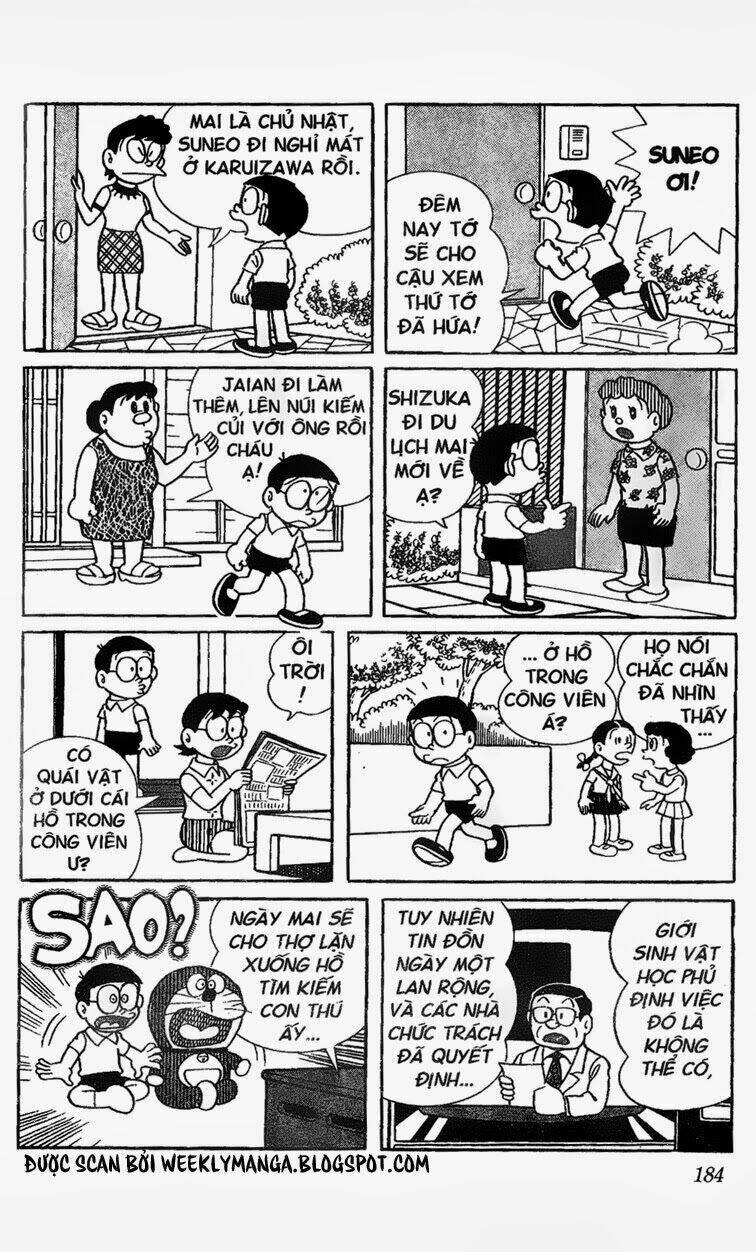 SUNEO
ƠI!
ĐÊM
NAY TỚ
SẼ CHO
CẬU XEM
THỨ TỚ
ĐÃ HỨA!
MAI LÀ CHỦ NHẬT,
SUNEO ĐI NGHỈ MÁT
Ở KARUIZAWA RỒI.
SHIZUKA
ĐI DU
LỊCH MAI
MỚI VỀ
Ạ?
JAIAN ĐI LÀM
THÊM, LÊN NÚI KIẾM
CỦI VỚI ÔNG RỒI
CHÁU
Ạ!
HỌ NÓI
CHẮC CHẮN
ĐÃ NHÌN
THẤY
...
... Ở HỒ
TRONG
CÔNG VIÊN
Á?
ÔI
TRỜI
!
CÓ
QUÁI VẬT
Ở DƯỚI CÁI
HỒ TRONG
CÔNG VIÊN
Ư?
GIỚI
SINH VẬT
HỌC PHỦ
ĐỊNH VIỆC
ĐÓ LÀ
KHÔNG
THỂ CÓ,
TUY NHIÊN
TIN ĐỒN
NGÀY MỘT
LAN RỘNG,
VÀ CÁC NHÀ
CHỨC TRÁCH
ĐÃ QUYẾT
ĐỊNH...
NGÀY MAI SẼ
CHO THỢ LẶN
XUỐNG HỒ
TÌM KIẾM
CON THÚ
ẤY...
SAO?
ĐƯỢC SCAN BỞI WEEKLYMANGA.BLOGSPOT.COM
184